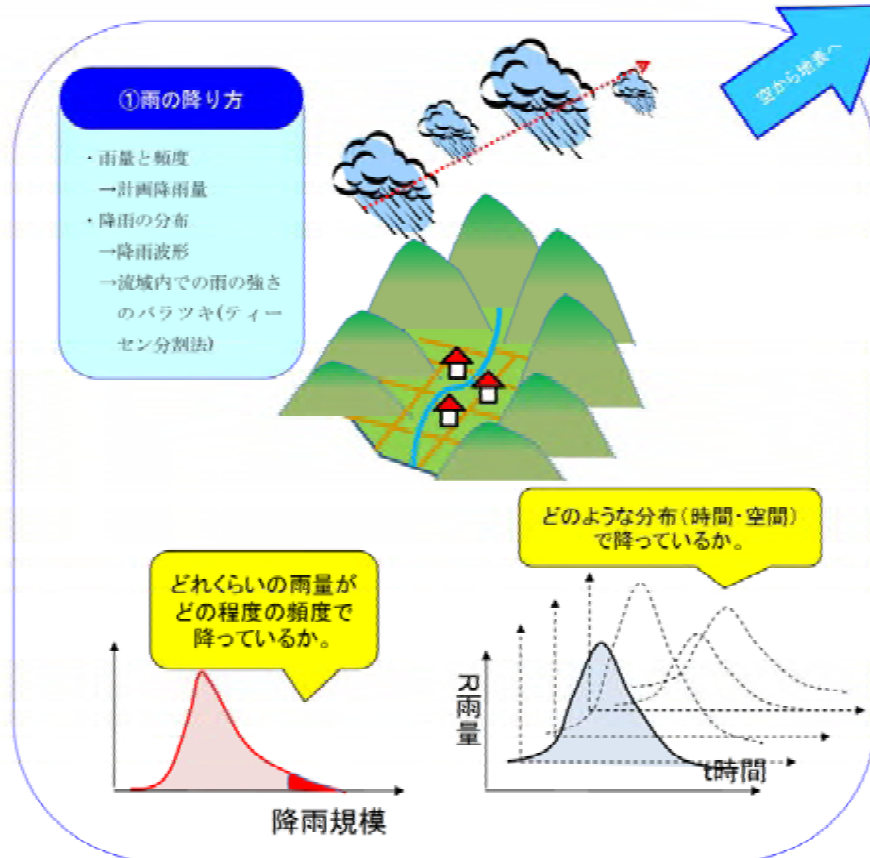 空から地表へ
①雨の降り方
・雨量と頻度
→計画降雨量
・降雨の分布
→降雨波形
→流域内での雨の強さ
のバラツキ(ティー
セン分割法)
どのような分布(時間・空間)
で降っているか。
どれくらいの雨量が
どの程度の頻度で
降っているか。
R雨量
t時間
降雨規模